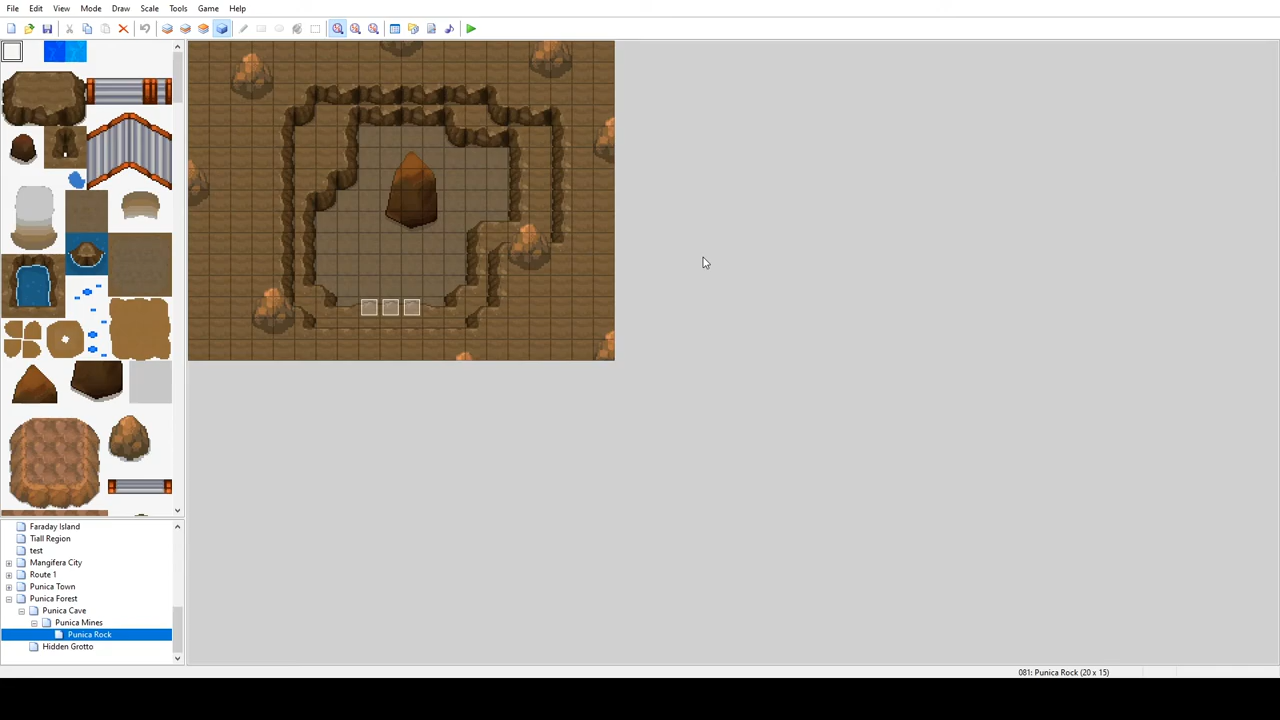 File Edit View Mode Draw Scale Tools Game Help
Faraday Island
Tiall Region
test
Mangifera City
Route 1
Punica Town
Punica Forest
Punica Cave
Punica Mines
Punica Rock
Hidden Grotto
081: Punica Rock (20 x 15)